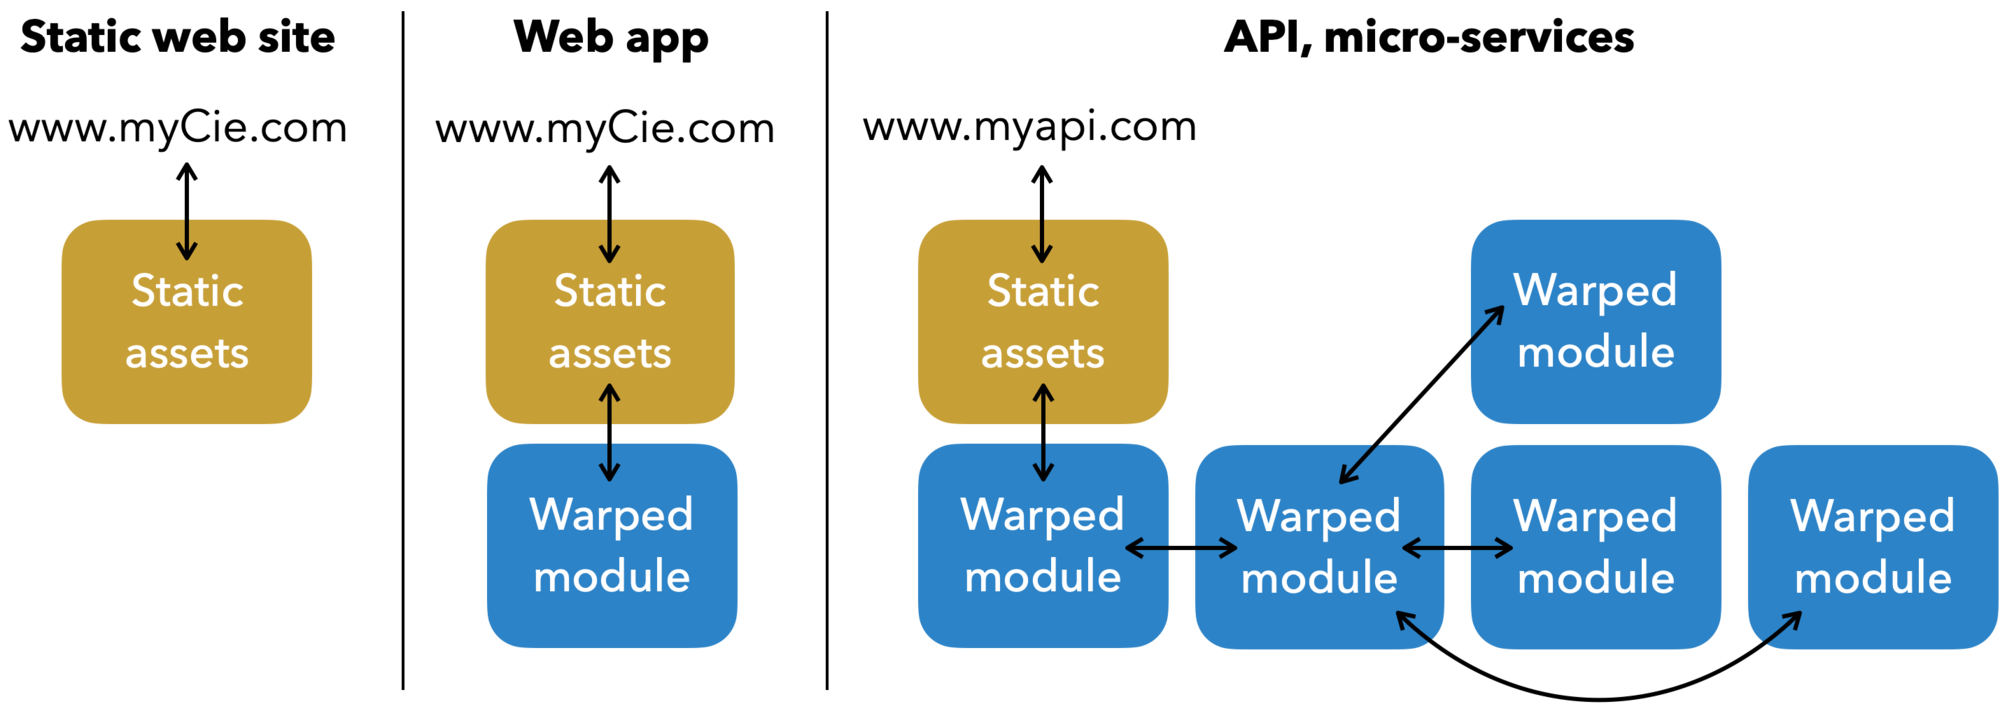 Static web site
www.myCie.com
Static
assets
Web app
www.myCie.com
Static
assets
Warped
module
API, micro-services
www.myapi.com
Static
assets
Warped
module
Warped
module
Warped
module
Warped
module
Warped
module